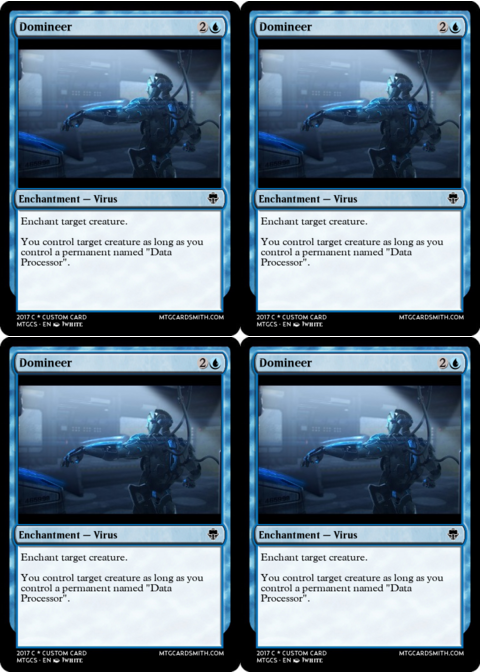 Domineer 2
Domineer 2
Enchantment — Virus
Enchantment — Virus
Enchant target creature.
You control target creature as long as you
control a permanent named "Data
Processor".
Enchant target creature.
You control target creature as long as you
control a permanent named "Data
Processor".
2017 C * CUSTOM CARD
MTGCS · EN JWHITE
MTGCARDSMITH.COM
2017 C * CUSTOM CARD
MTGCS · EN JWHITE
MTGCARDSMITH.COM
Domineer 2
Domineer 2
Enchantment — Virus
Enchantment — Virus
Enchant target creature.
You control target creature as long as you
control a permanent named "Data
Processor".
Enchant target creature.
You control target creature as long as you
control a permanent named "Data
Processor".
2017 C * CUSTOM CARD
MTGCS · EN JWHITE
MTGCARDSMITH.COM
2017 C * CUSTOM CARD
MTGCS · EN JWHITE
MTGCARDSMITH.COM